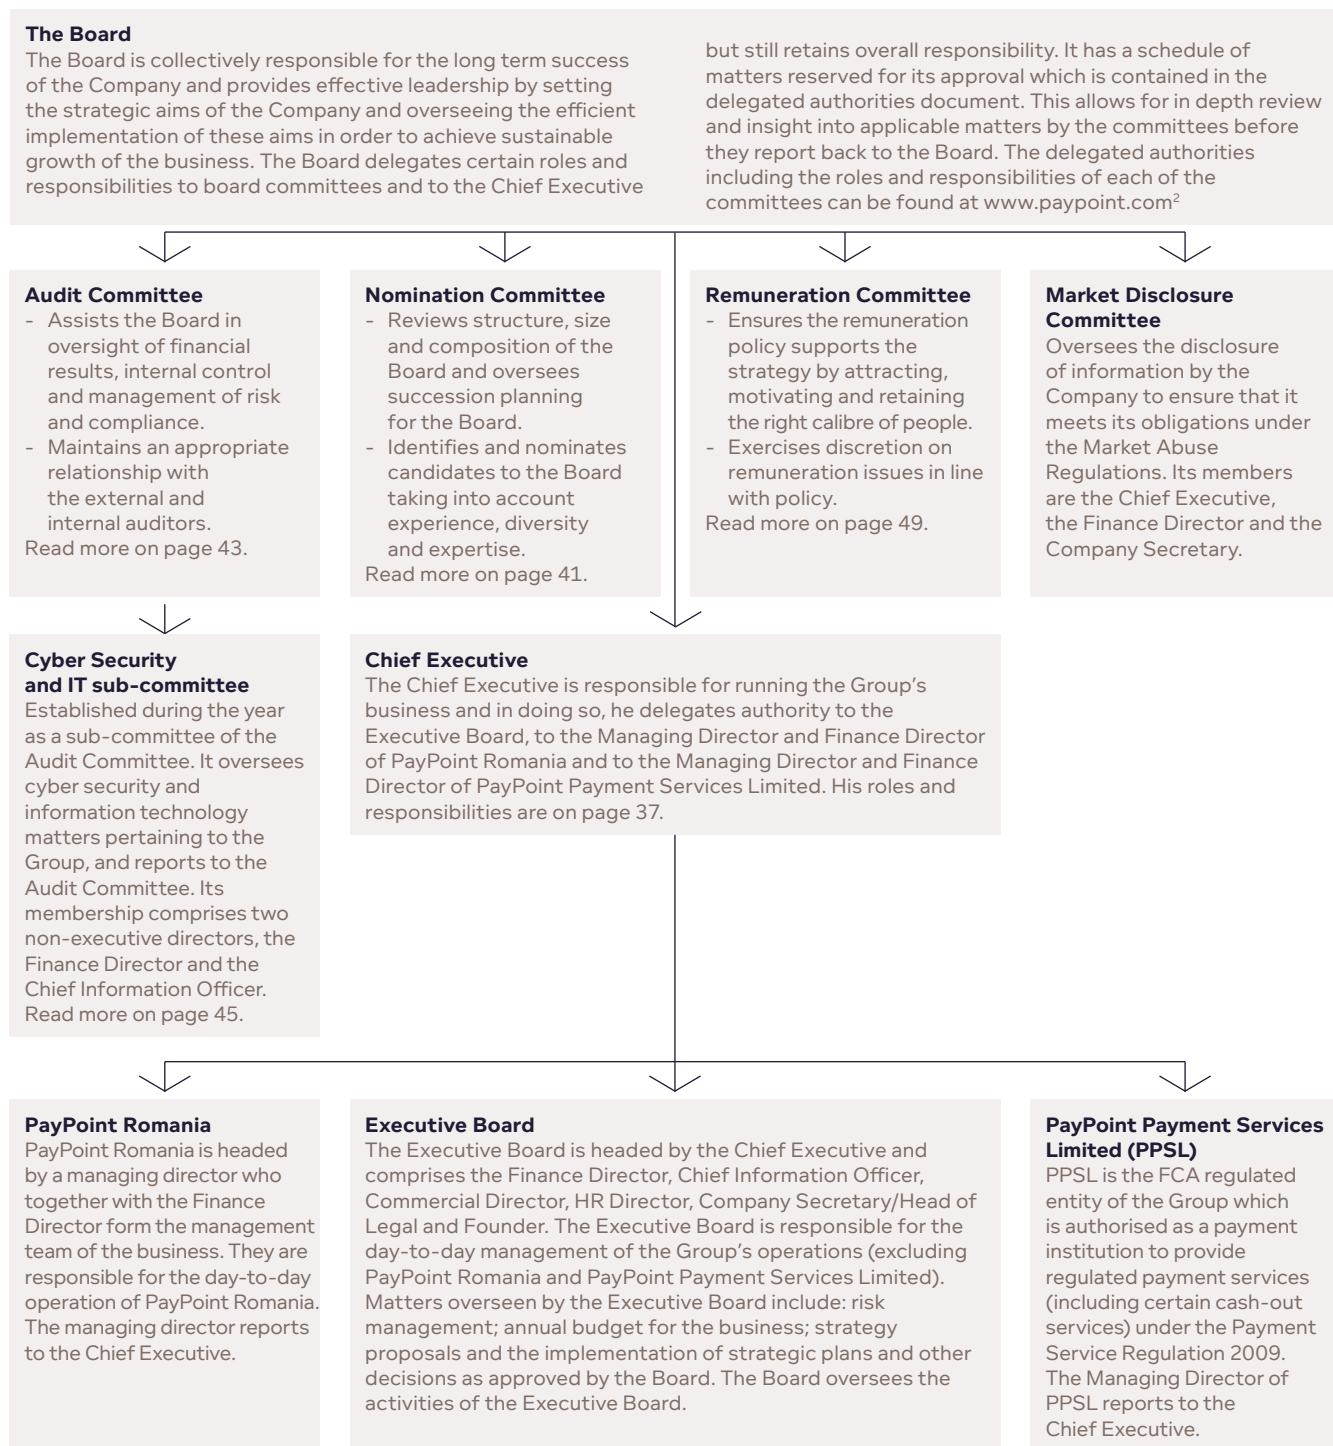 The Board
The Board is collectively responsible for the long term success
of the Company and provides effective leadership by setting
the strategic aims of the Company and overseeing the efficient
implementation of these aims in order to achieve sustainable
growth of the business. The Board delegates certain roles and
responsibilities to board committees and to the Chief Executive
but still retains overall responsibility. It has a schedule of
matters reserved for its approval which is contained in the
delegated authorities document. This allows for in depth review
and insight into applicable matters by the committees before
they report back to the Board. The delegated authorities
including the roles and responsibilities of each of the
committees can be found at www.paypoint.com²
Audit Committee
- Assists the Board in
oversight of financial
results, internal control
and management of risk
and compliance.
- Maintains an appropriate
relationship with
the external and
internal auditors.
Read more on page 43.
Nomination Committee
- Reviews structure, size
and composition of the
Board and oversees
succession planning
for the Board.
- Identifies and nominates
candidates to the Board
taking into account
experience, diversity
and expertise.
Read more on page 41.
Remuneration Committee
- Ensures the remuneration
policy supports the
strategy by attracting,
motivating and retaining
the right calibre of people.
- Exercises discretion on
remuneration issues in line
with policy.
Read more on page 49.
Market Disclosure
Committee
Oversees the disclosure
of information by the
Company to ensure that it
meets its obligations under
the Market Abuse
Regulations. Its members
are the Chief Executive,
the Finance Director and the
Company Secretary.
Cyber Security
and IT sub-committee
Established during the year
as a sub-committee of the
Audit Committee. It oversees
cyber security and
information technology
matters pertaining to the
Group, and reports to the
Audit Committee. Its
membership comprises two
non-executive directors, the
Finance Director and the
Chief Information Officer.
Read more on page 45.
Chief Executive
The Chief Executive is responsible for running the Group's
business and in doing so, he delegates authority to the
Executive Board, to the Managing Director and Finance Director
of PayPoint Romania and to the Managing Director and Finance
Director of PayPoint Payment Services Limited. His roles and
responsibilities are on page 37.
PayPoint Romania
PayPoint Romania is headed
by a managing director who
together with the Finance
Director form the management
team of the business. They are
responsible for the day-to-day
operation of PayPoint Romania.
The managing director reports
to the Chief Executive.
Executive Board
The Executive Board is headed by the Chief Executive and
comprises the Finance Director, Chief Information Officer,
Commercial Director, HR Director, Company Secretary/Head of
Legal and Founder. The Executive Board is responsible for the
day-to-day management of the Group's operations (excluding
PayPoint Romania and PayPoint Payment Services Limited).
Matters overseen by the Executive Board include: risk
management; annual budget for the business; strategy
proposals and the implementation of strategic plans and other
decisions as approved by the Board. The Board oversees the
activities of the Executive Board.
PayPoint Payment Services
Limited (PPSL)
PPSL is the FCA regulated
entity of the Group which
is authorised as a payment
institution to provide
regulated payment services
(including certain cash-out
services) under the Payment
Service Regulation 2009.
The Managing Director of
PPSL reports to the
Chief Executive.